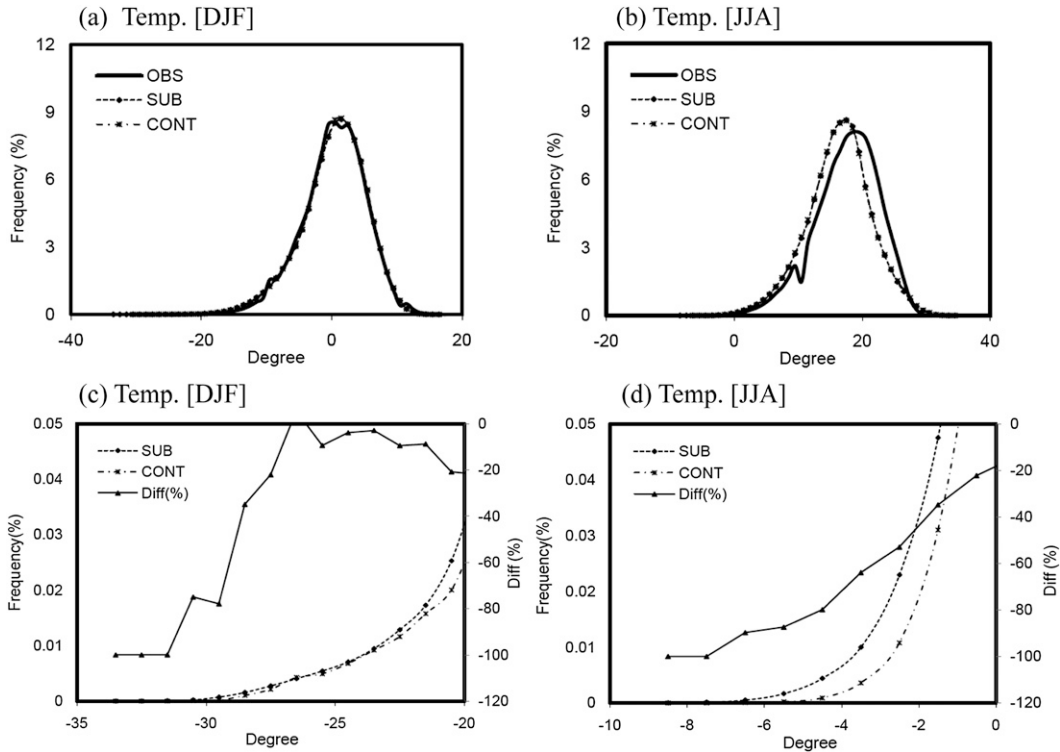 (a) Temp. [DJF]
12
9
6
3
0
Frequency (%)
OBS
SUB
CONT
-40 -20 0 20
Degree
(b) Temp. [JJA]
12
9
6
3
0
Frequency (%)
OBS
SUB
CONT
-20 0 20 40
Degree
(c) Temp. [DJF]
0.05
0.04
0.03
0.02
0.01
0
Frequency(%)
SUB
CONT
Diff(%)
0
-20
-40
-60
-80
-100
-120
Diff (%)
-35 -30 -25 -20
Degree
(d) Temp. [JJA]
0.05
0.04
0.03
0.02
0.01
0
Frequency(%)
SUB
CONT
Diff(%)
0
-20
-40
-60
-80
-100
-120
Diff (%)
-10 -8 -6 -4 -2 0
Degree